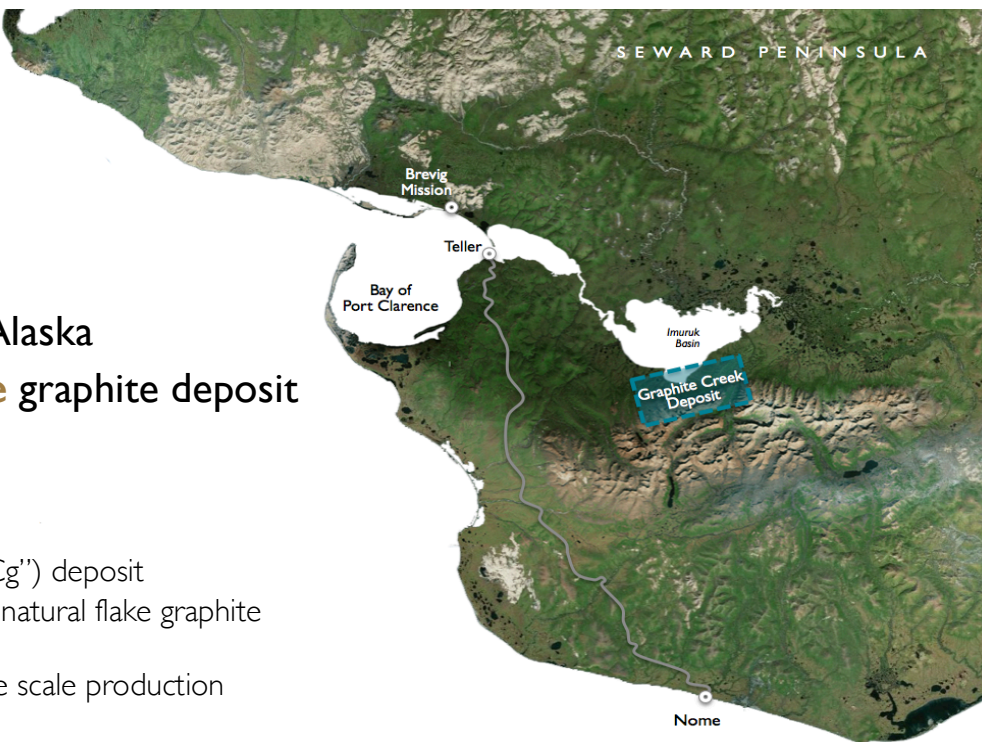 SEWARD PENINSULA
Brevig
Mission
Teller
Bay of
Port Clarence
Imuruk
Basin
Graphite Creek
Deposit
Alaska
graphite deposit
Cg”) deposit
natural flake graphite
scale production
Nome